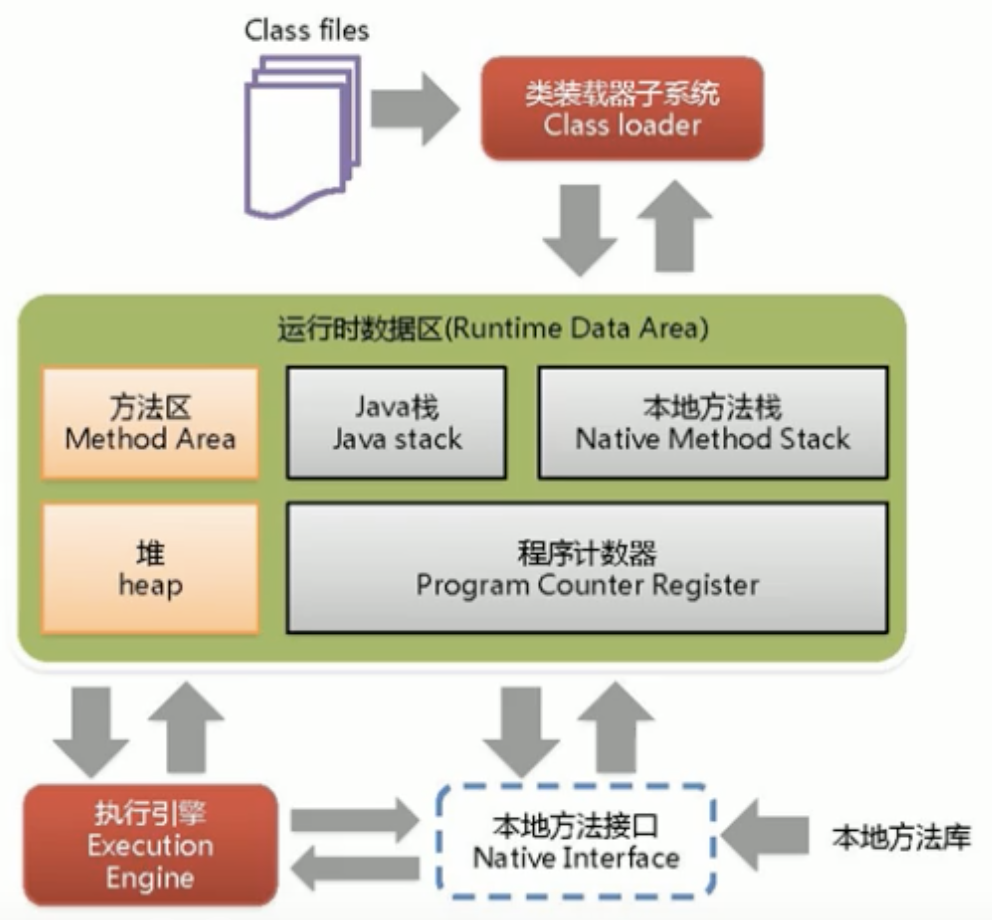 Class files
类装载器子系统
Class loader
运行时数据区(Runtime Data Area)
方法区
Method Area
Java栈
Java stack
本地方法栈
Native Method Stack
堆
heap
程序计数器
Program Counter Register
执行引擎
Execution
Engine
本地方法接口
Native Interface
本地方法库